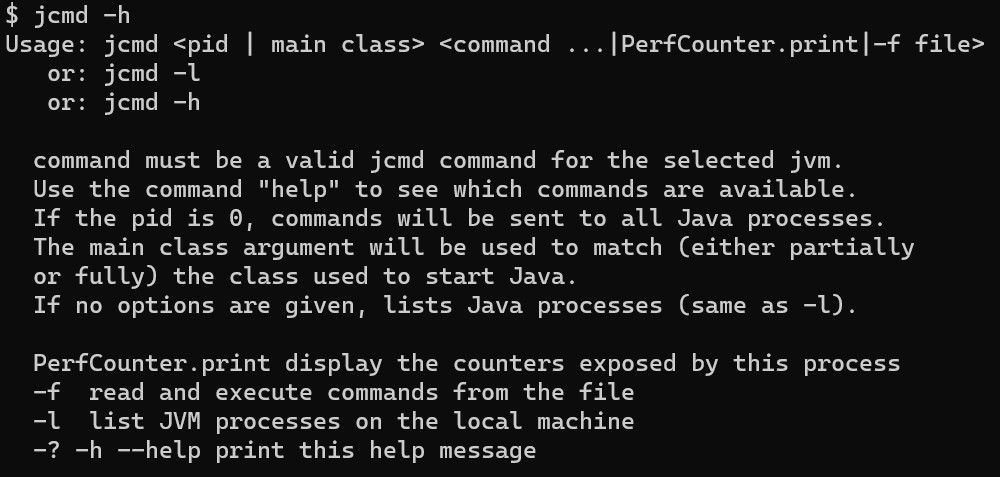 $ jcmd -h
Usage: jcmd <pid | main class> <command ...|PerfCounter.print|-f file>
   or: jcmd -l
   or: jcmd -h

  command must be a valid jcmd command for the selected jvm.
  Use the command "help" to see which commands are available.
  If the pid is 0, commands will be sent to all Java processes.
  The main class argument will be used to match (either partially
  or fully) the class used to start Java.
  If no options are given, lists Java processes (same as -l).

  PerfCounter.print display the counters exposed by this process
  -f  read and execute commands from the file
  -l  list JVM processes on the local machine
  -? -h --help print this help message